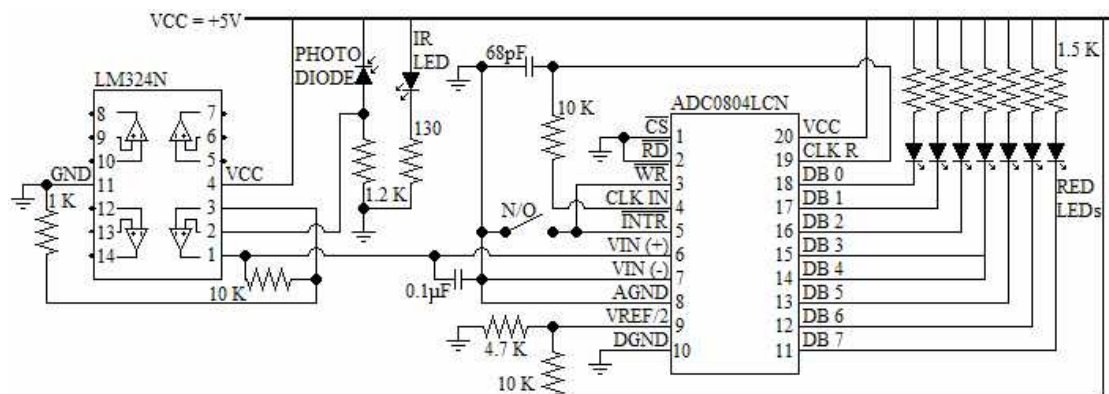 VCC = +5V
PHOTO
DIODE
IR
LED
68pF
1.5 K
LM324N
ADC0804LCN
8
9
10
GND
11
12
13
14
7
6
5
VCC
4
3
2
1
1 K
10 K
130
1.2 K
10 K
N/O
0.1µF
CS
1
RD
2
WR
3
CLK IN
4
INTR
5
VIN (+)
6
VIN (-)
7
AGND
8
VREF/2
9
DGND
10
4.7 K
10 K
VCC
20
CLK R
19
DB 0
18
DB 1
17
DB 2
16
DB 3
15
DB 4
14
DB 5
13
DB 6
12
DB 7
11
RED
LEDs